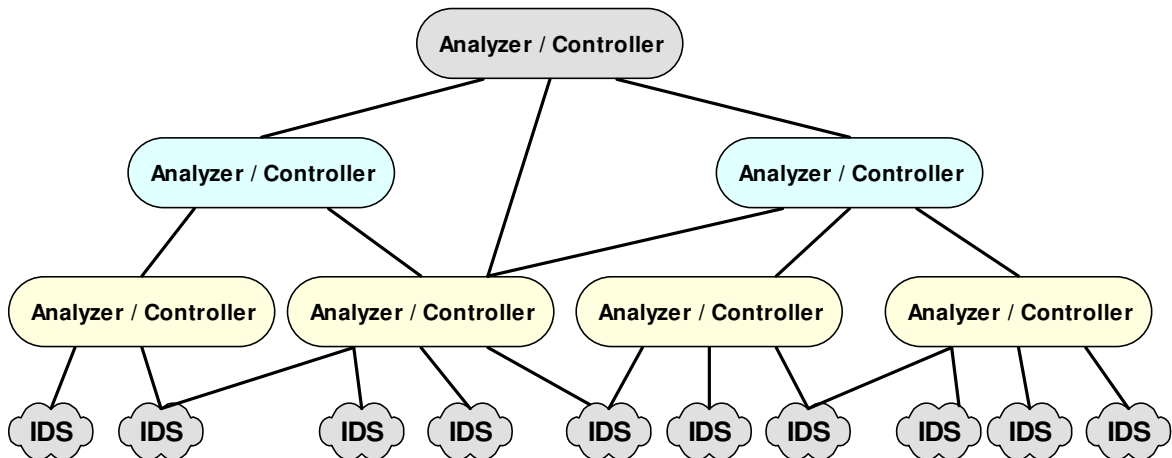 Analyzer / Controller
Analyzer / Controller
Analyzer / Controller
Analyzer / Controller
Analyzer / Controller
Analyzer / Controller
Analyzer / Controller
IDS
IDS
IDS
IDS
IDS
IDS
IDS
IDS
IDS
IDS